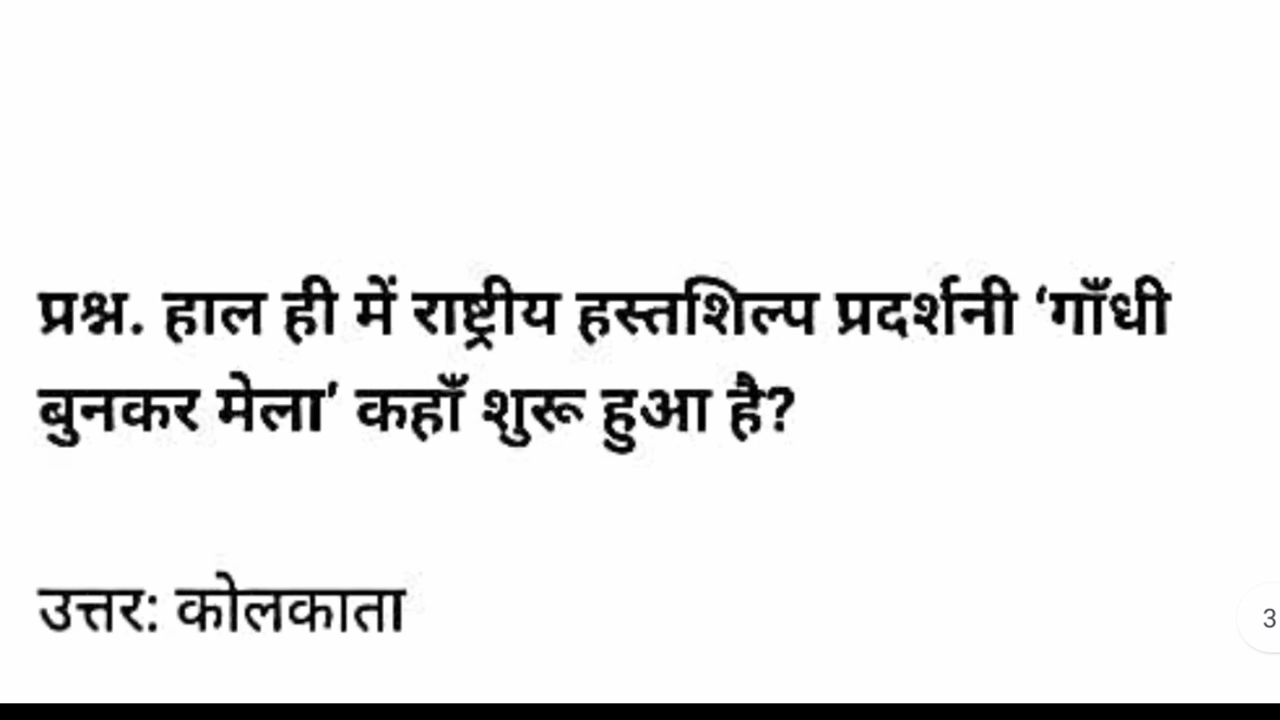 प्रश्न. हाल ही में राष्ट्रीय हस्तशिल्प प्रदर्शनी ‘गाँधी
बुनकर मेला’ कहाँ शुरू हुआ है?
उत्तर: कोलकाता
3